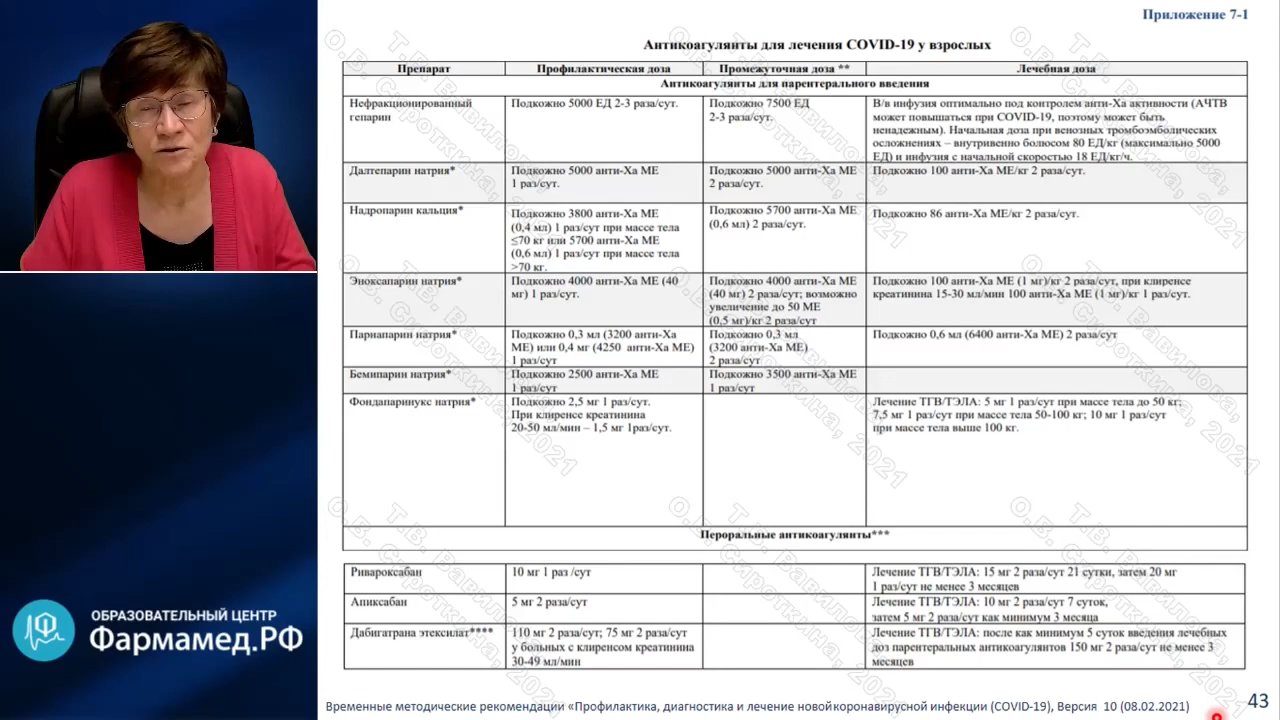 Приложение 7-1
Антикоагулянты для лечения COVID-19 у взрослых
Препарат
Профилактическая доза
Промежуточная доза **
Лечебная доза
Антикоагулянты для парентерального введения
Нефракционированный
гепарин
Подкожно 5000 ЕД 2-3 раза/сут.
Подкожно 7500 ЕД
2-3 раза/сут.
В/в инфузия оптимально под контролем анти-Ха активности (АЧТВ
может повышаться при COVID-19, поэтому может быть
ненадежным). Начальная доза при венозных тромбоэмболических
осложнениях – внутривенно болюсом 80 ЕД/кг (максимально 5000
ЕД) и инфузия с начальной скоростью 18 ЕД/кг/ч.
Далтепарин натрия*
Подкожно 5000 анти-Ха МЕ
1 раз/сут.
Подкожно 5000 анти-Ха МЕ
2 раза/сут.
Подкожно 100 анти-Ха МЕ/кг 2 раза/сут.
Надропарин кальция*
Подкожно 3800 анти-Ха МЕ
(0,4 мл) 1 раз/сут при массе тела
≤70 кг или 5700 анти-Ха МЕ
(0,6 мл) 1 раз/сут при массе тела
>70 кг.
Подкожно 5700 анти-Ха МЕ
(0,6 мл) 2 раза/сут.
Подкожно 86 анти-Ха МЕ/кг 2 раза/сут.
Эноксапарин натрия*
Подкожно 4000 анти-Ха МЕ (40
мг) 1 раз/сут.
Подкожно 4000 анти-Ха МЕ
(40 мг) 2 раза/сут; возможно
увеличение до 50 МЕ
(0,5 мг)/кг 2 раза/сут
Подкожно 100 анти-Ха МЕ (1 мг)/кг 2 раза/сут, при клиренсе
креатинина 15-30 мл/мин 100 анти-Ха МЕ (1 мг)/кг 1 раз/сут.
Парнапарин натрия*
Подкожно 0,3 мл (3200 анти-Ха
МЕ) или 0,4 мг (4250 анти-Ха МЕ)
1 раз/сут
Подкожно 0,3 мл
(3200 анти-Ха МЕ)
2 раза/сут
Подкожно 0,6 мл (6400 анти-Ха МЕ) 2 раза/сут
Бемипарин натрия*
Подкожно 2500 анти-Ха МЕ
1 раз/сут
Подкожно 3500 анти-Ха МЕ
1 раз/сут
Фондапаринукс натрия*
Подкожно 2,5 мг 1 раз/сут.
При клиренсе креатинина
20-50 мл/мин – 1,5 мг 1раз/сут.
Лечение ТГВ/ТЭЛА: 5 мг 1 раз/сут при массе тела до 50 кг;
7,5 мг 1 раз/сут при массе тела 50-100 кг; 10 мг 1 раз/сут
при массе тела выше 100 кг.
Пероральные антикоагулянты***
Ривароксабан
10 мг 1 раз /сут
Лечение ТГВ/ТЭЛА: 15 мг 2 раза/сут 21 сутки, затем 20 мг
1 раз/сут не менее 3 месяцев
Апиксабан
5 мг 2 раза/сут
Лечение ТГВ/ТЭЛА: 10 мг 2 раза/сут 7 суток,
затем 5 мг 2 раза/сут как минимум 3 месяца
Дабигатрана этексилат****
110 мг 2 раза/сут; 75 мг 2 раза/сут
у больных с клиренсом креатинина
30-49 мл/мин
Лечение ТГВ/ТЭЛА: после как минимум 5 суток введения лечебных
доз парентеральных антикоагулянтов 150 мг 2 раза/сут не менее 3
месяцев
ОБРАЗОВАТЕЛЬНЫЙ ЦЕНТР
Фармамед.РФ
Временные методические рекомендации «Профилактика, диагностика и лечение новой коронавирусной инфекции (COVID-19), Версия 10 (08.02.2021)
43
Т.В. Вавилова,
О.В. Сироткина, 2021